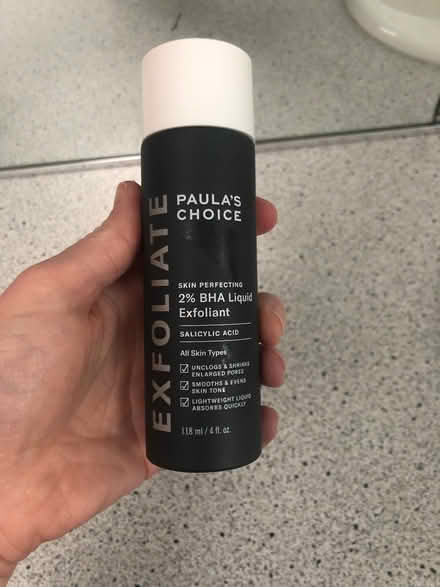 EXFOLIATE
PAULA'S
CHOICE
SKIN PERFECTING
2% BHA Liquid
Exfoliant
SALICYLIC ACID
All Skin Types
UNCLOGS & SHRINKS
ENLARGED PORES
SMOOTHS & EVENS
SKIN TONE
LIGHTWEIGHT LIQUID
ABSORBS QUICKLY
118 ml / 4 fl. oz.